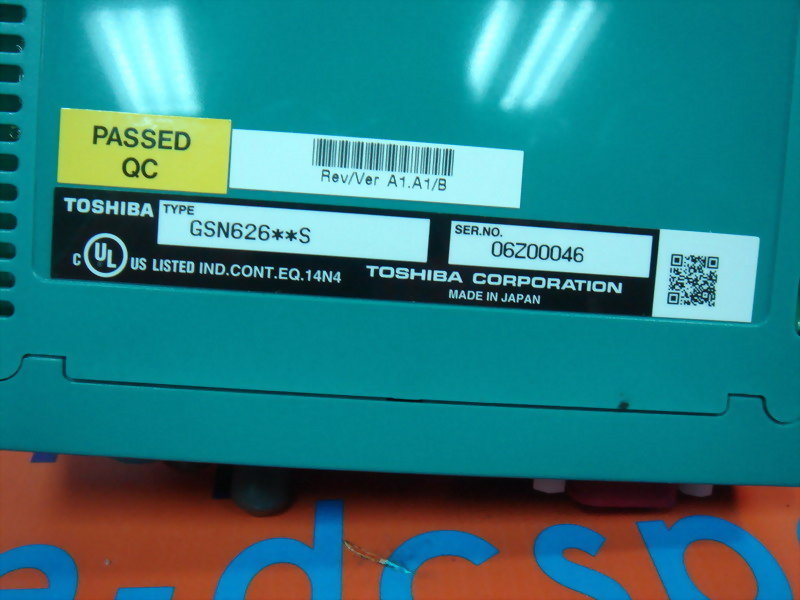 PASSED
QC
Rev/Ver A1.A1/B
TOSHIBA TYPE
GSN626**S
SER.NO.
06Z00046
C UL US LISTED IND.CONT.EQ.14N4
TOSHIBA CORPORATION
MADE IN JAPAN
e-dcsp